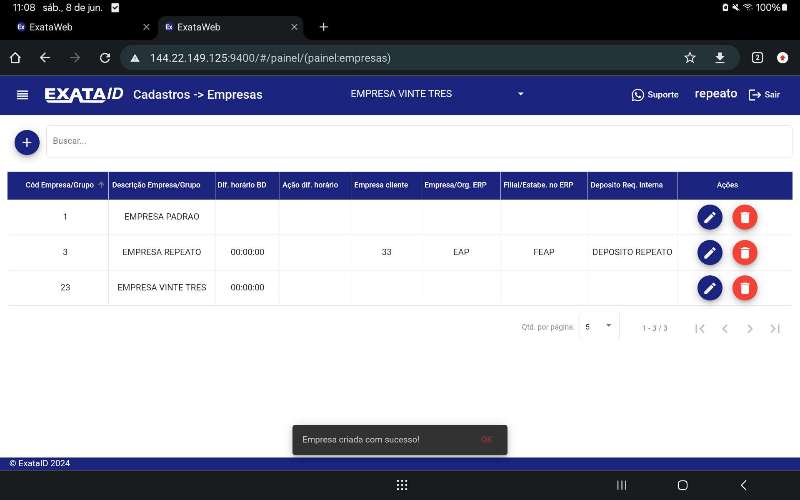 11:08 sáb., 8 de jun. 100%
Ex ExataWeb
Ex ExataWeb
144.22.149.125:9400/#/painel/(painel:empresas) 2
EXATAID Cadastros -> Empresas EMPRESA VINTE TRES Suporte repeato Sair
Buscar...
Cód Empresa/Grupo Descrição Empresa/Grupo Dif. horário BD Ação dif. horário Empresa cliente Empresa/Org. ERP Filial/Estabe. no ERP Deposito Req. Interna Ações
1 EMPRESA PADRAO
3 EMPRESA REPEATO 00:00:00 33 EAP FEAP DEPOSITO REPEATO
23 EMPRESA VINTE TRES 00:00:00
Qtd. por página: 5 1 - 3 / 3
Empresa criada com sucesso! OK
© ExataID 2024